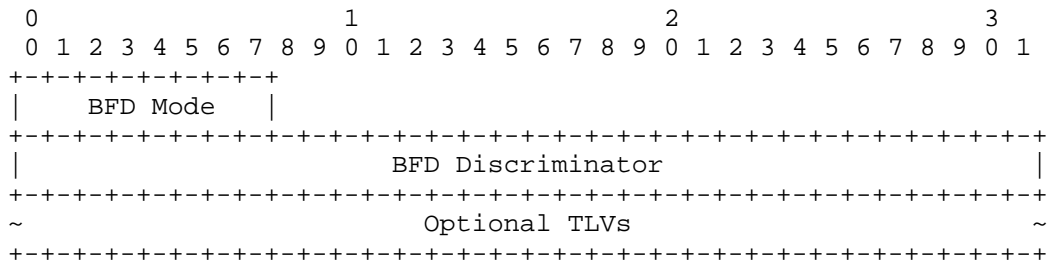 0                   1                   2                   3
 0 1 2 3 4 5 6 7 8 9 0 1 2 3 4 5 6 7 8 9 0 1 2 3 4 5 6 7 8 9 0 1
+-+-+-+-+-+-+-+-+
|    BFD Mode   |
+-+-+-+-+-+-+-+-+-+-+-+-+-+-+-+-+-+-+-+-+-+-+-+-+-+-+-+-+-+-+-+-+
|                       BFD Discriminator                       |
+-+-+-+-+-+-+-+-+-+-+-+-+-+-+-+-+-+-+-+-+-+-+-+-+-+-+-+-+-+-+-+-+
~                         Optional TLVs                         ~
+-+-+-+-+-+-+-+-+-+-+-+-+-+-+-+-+-+-+-+-+-+-+-+-+-+-+-+-+-+-+-+-+